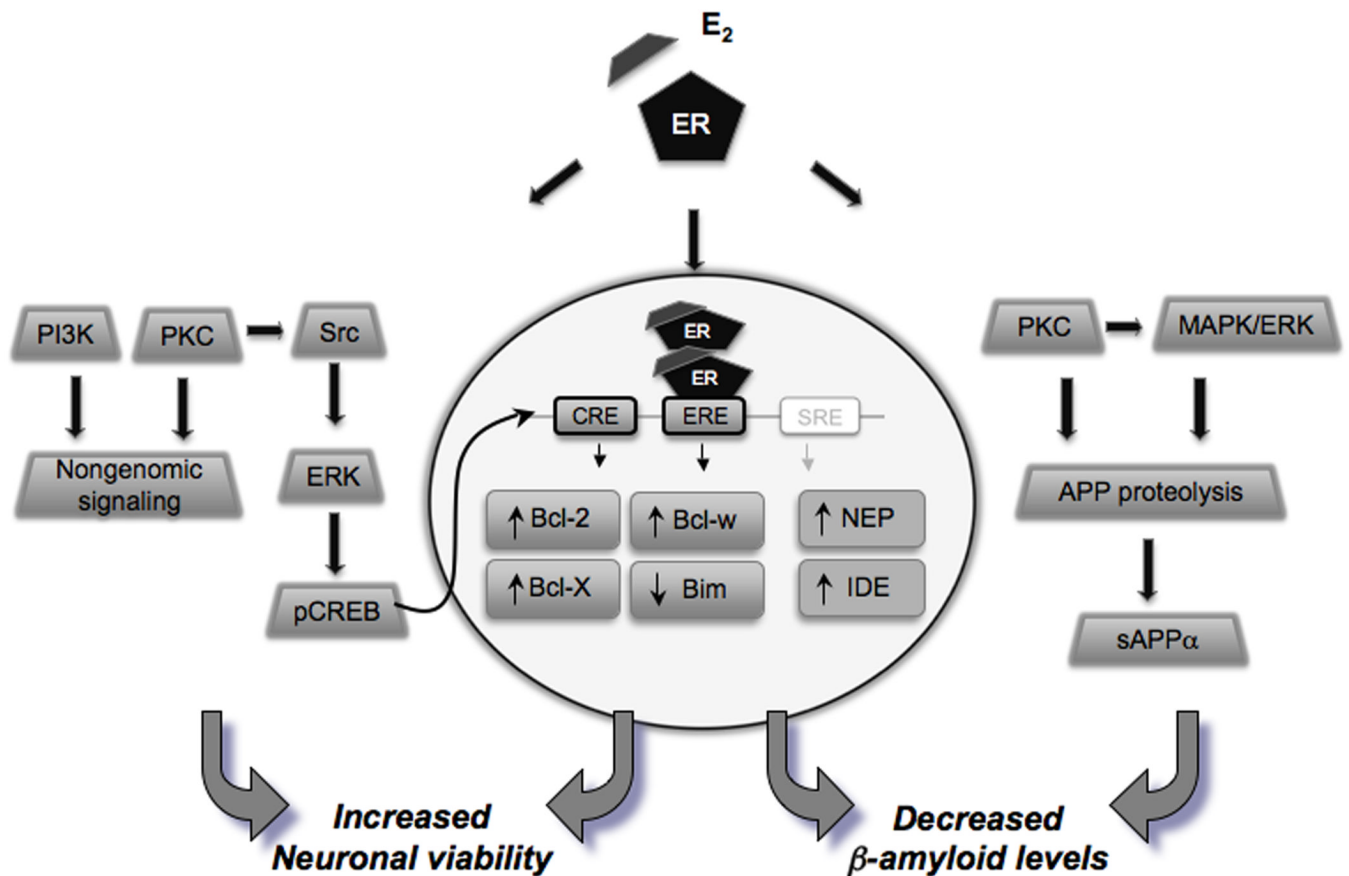 E₂
ER
PI3K
PKC
Src
Nongenomic
signaling
ERK
pCREB
ER
ER
CRE
ERE
SRE
↑ Bcl-2
↑ Bcl-w
↑ NEP
↑ Bcl-X
↓ Bim
↑ IDE
PKC
MAPK/ERK
APP proteolysis
sAPPα
Increased
Neuronal viability
Decreased
β-amyloid levels